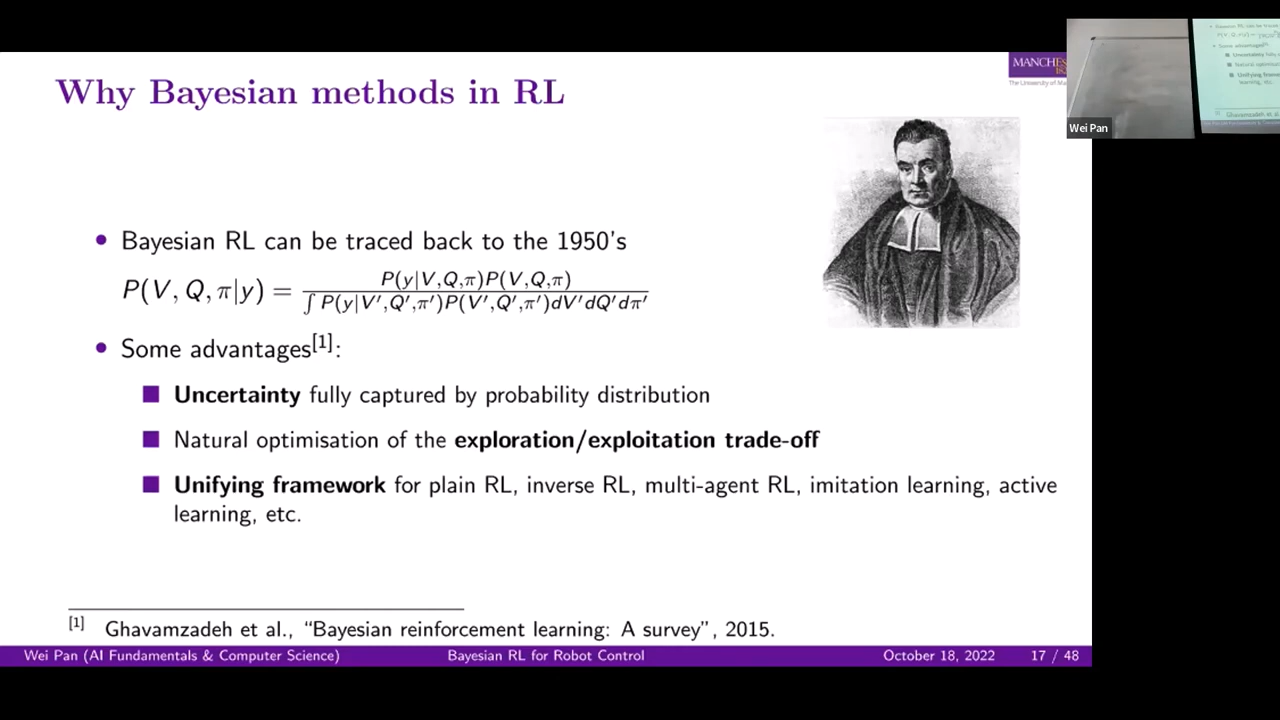 Why Bayesian methods in RL
MANCHES
The University of Ma
Wei Pan
• Bayesian RL can be traced back to the 1950's
P(V, Q, π|y) = P(y|V,Q,π)P(V,Q,π) / ∫ P(y|V′,Q′,π′)P(V′,Q′,π′)dV′dQ′dπ′
• Some advantages[1]:
■ Uncertainty fully captured by probability distribution
■ Natural optimisation of the exploration/exploitation trade-off
■ Unifying framework for plain RL, inverse RL, multi-agent RL, imitation learning, active
learning, etc.
[1] Ghavamzadeh et al., “Bayesian reinforcement learning: A survey”, 2015.
Wei Pan (AI Fundamentals & Computer Science) Bayesian RL for Robot Control October 18, 2022 17 / 48